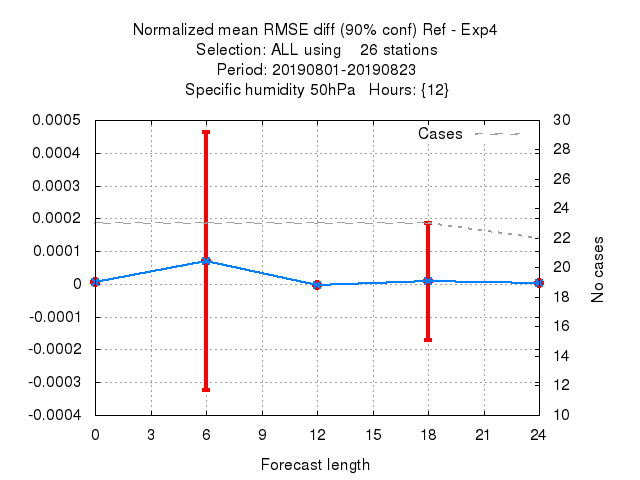 Normalized mean RMSE diff (90% conf) Ref - Exp4
Selection: ALL using    26 stations
Period: 20190801-20190823
Specific humidity 50hPa   Hours: {12}
Cases
0.0005
0.0004
0.0003
0.0002
0.0001
0
-0.0001
-0.0002
-0.0003
-0.0004
30
28
26
24
22
20
18
16
14
12
10
No cases
0 3 6 9 12 15 18 21 24
Forecast length